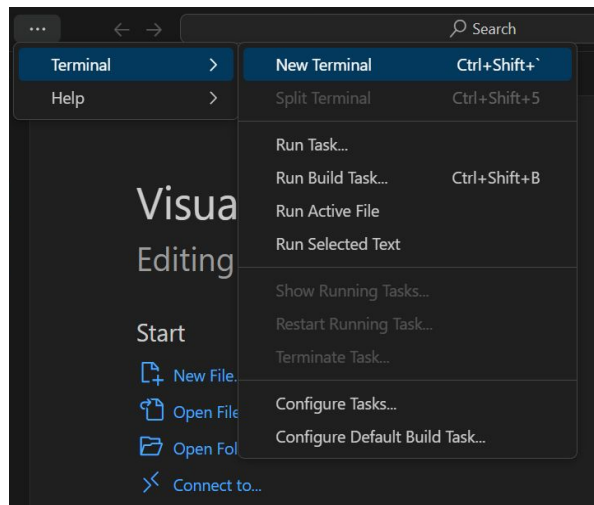 Search
Terminal
Help
New Terminal Ctrl+Shift+`
Split Terminal Ctrl+Shift+5
Run Task...
Run Build Task... Ctrl+Shift+B
Run Active File
Run Selected Text
Show Running Tasks...
Restart Running Task...
Terminate Task...
Configure Tasks...
Configure Default Build Task...
Visua
Editing
Start
New File.
Open File
Open Fol
Connect to...